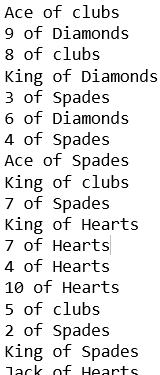 Ace of clubs
9 of Diamonds
8 of clubs
King of Diamonds
3 of Spades
6 of Diamonds
4 of Spades
Ace of Spades
King of clubs
7 of Spades
King of Hearts
7 of Hearts
4 of Hearts
10 of Hearts
5 of clubs
2 of Spades
King of Spades
Jack of Hearts